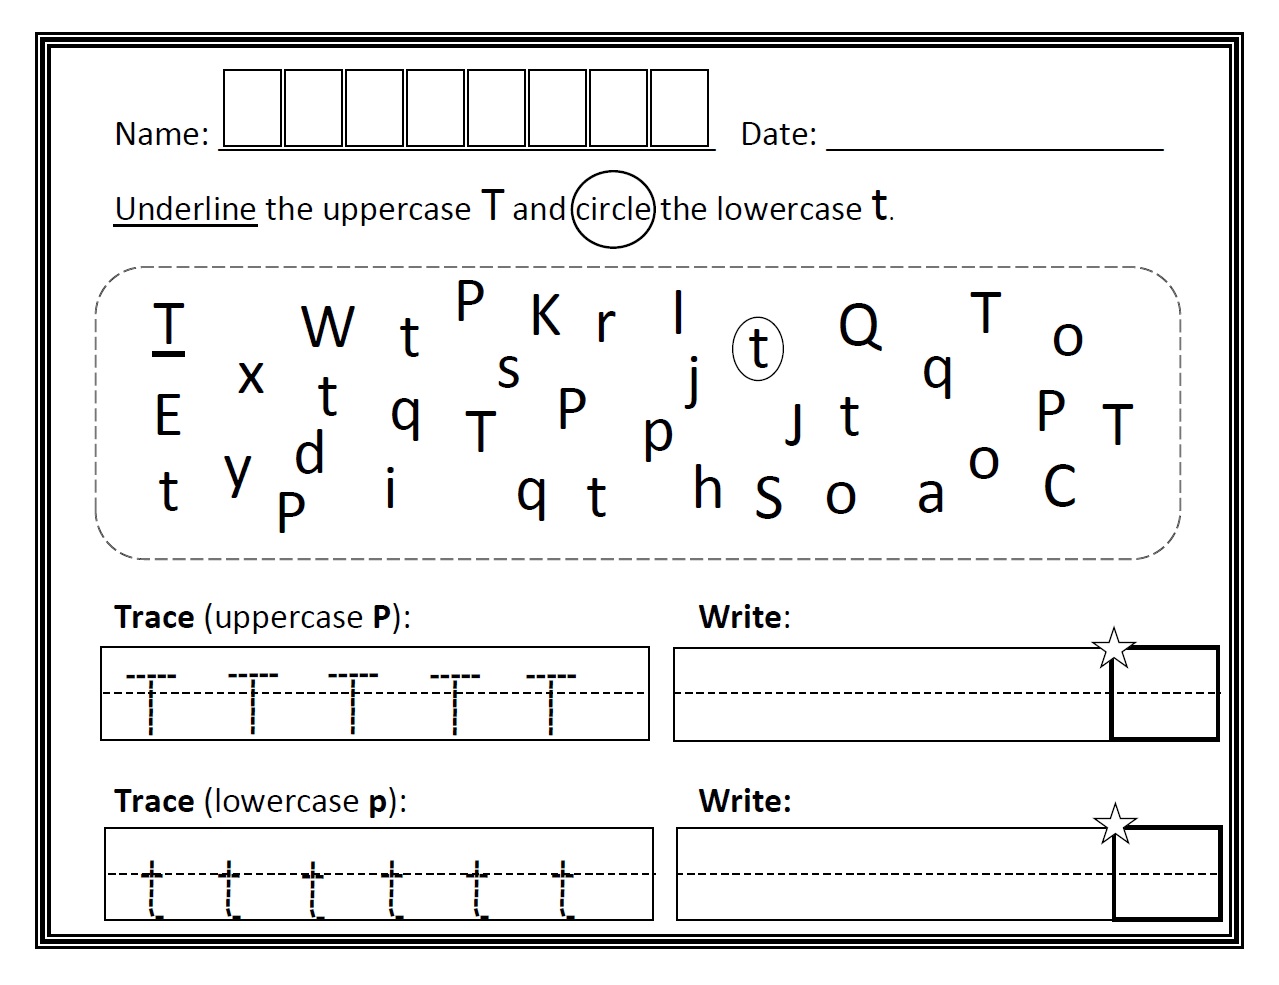 Name: Date:
Underline the uppercase T and circle the lowercase t.
T W t P K r l t Q T o
x t s j q
E q T P p J t P T
y d o
t P i q t h S o a C
Trace (uppercase P): Write:
T T T T T
Trace (lowercase p): Write:
t t t t t t